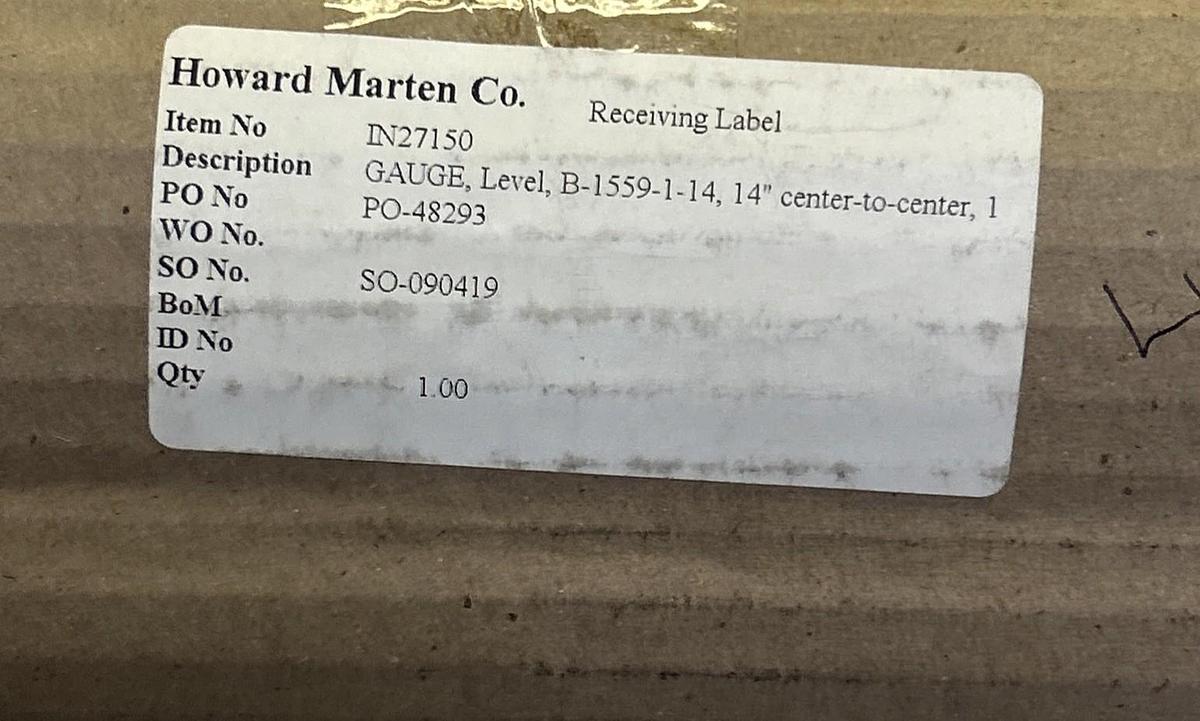 Howard Marten Co.
Receiving Label
Item No IN27150
Description GAUGE, Level, B-1559-1-14, 14" center-to-center, 1
PO No PO-48293
WO No.
SO No. SO-090419
BoM
ID No
Qty 1.00